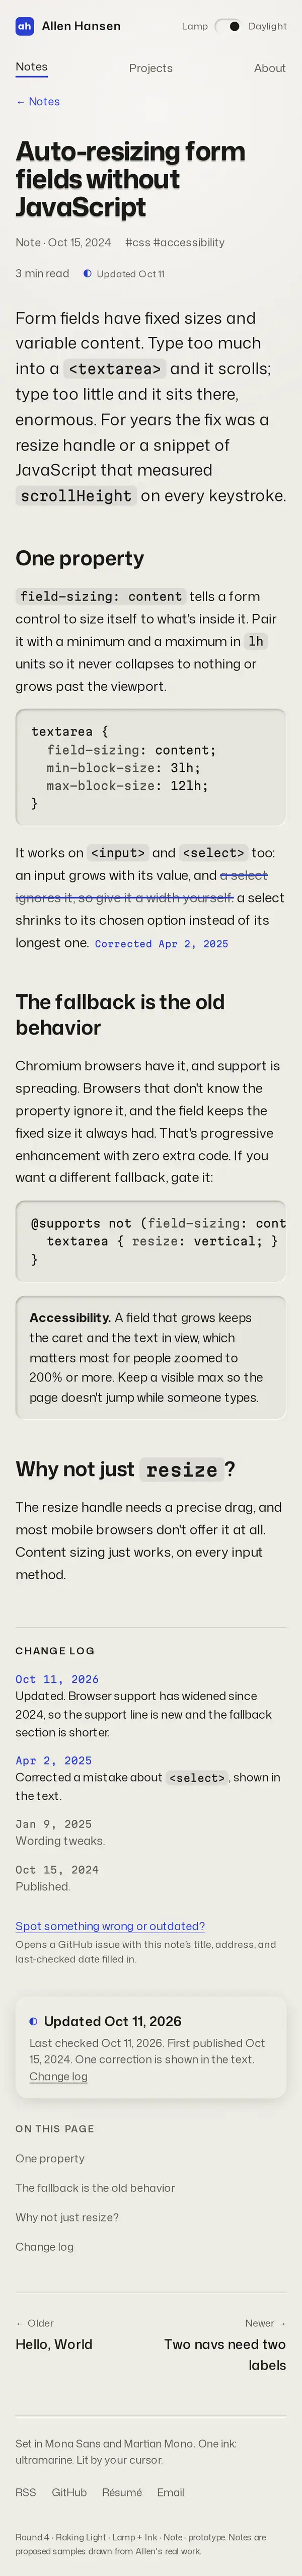 ah Allen Hansen Lamp Daylight
Notes Projects About
← Notes
Auto-resizing form
fields without
JavaScript
Note · Oct 15, 2024 #css #accessibility
3 min read Updated Oct 11
Form fields have fixed sizes and
variable content. Type too much
into a <textarea> and it scrolls;
type too little and it sits there,
enormous. For years the fix was a
resize handle or a snippet of
JavaScript that measured
scrollHeight on every keystroke.
One property
field-sizing: content tells a form
control to size itself to what's inside it. Pair
it with a minimum and a maximum in lh
units so it never collapses to nothing or
grows past the viewport.
textarea {
field-sizing: content;
min-block-size: 3lh;
max-block-size: 12lh;
}
It works on <input> and <select> too:
an input grows with its value, and a select
ignores it, so give it a width yourself. a select
shrinks to its chosen option instead of its
longest one. Corrected Apr 2, 2025
The fallback is the old
behavior
Chromium browsers have it, and support is
spreading. Browsers that don't know the
property ignore it, and the field keeps the
fixed size it always had. That's progressive
enhancement with zero extra code. If you
want a different fallback, gate it:
@supports not (field-sizing: cont
textarea { resize: vertical; }
}
Accessibility. A field that grows keeps
the caret and the text in view, which
matters most for people zoomed to
200% or more. Keep a visible max so the
page doesn't jump while someone types.
Why not just resize?
The resize handle needs a precise drag, and
most mobile browsers don't offer it at all.
Content sizing just works, on every input
method.
CHANGE LOG
Oct 11, 2026
Updated. Browser support has widened since
2024, so the support line is new and the fallback
section is shorter.
Apr 2, 2025
Corrected a mistake about <select>, shown in
the text.
Jan 9, 2025
Wording tweaks.
Oct 15, 2024
Published.
Spot something wrong or outdated?
Opens a GitHub issue with this note's title, address, and
last-checked date filled in.
Updated Oct 11, 2026
Last checked Oct 11, 2026. First published Oct
15, 2024. One correction is shown in the text.
Change log
ON THIS PAGE
One property
The fallback is the old behavior
Why not just resize?
Change log
← Older Newer →
Hello, World Two navs need two
labels
Set in Mona Sans and Martian Mono. One ink:
ultramarine. Lit by your cursor.
RSS GitHub Résumé Email
Round 4 · Raking Light · Lamp + Ink · Note · prototype. Notes are
proposed samples drawn from Allen's real work.